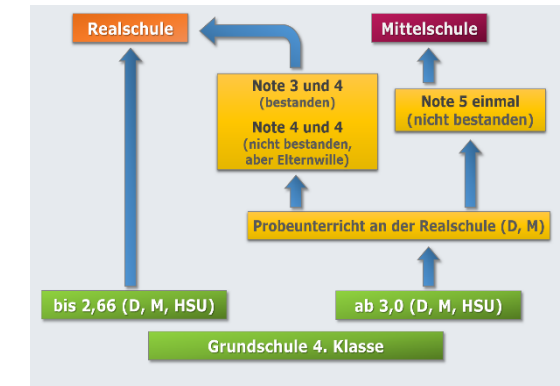 Realschule
Mittelschule
Note 3 und 4
(bestanden)
Note 4 und 4
(nicht bestanden,
aber Elternwille)
Note 5 einmal
(nicht bestanden)
Probeunterricht an der Realschule (D, M)
bis 2,66 (D, M, HSU)
ab 3,0 (D, M, HSU)
Grundschule 4. Klasse